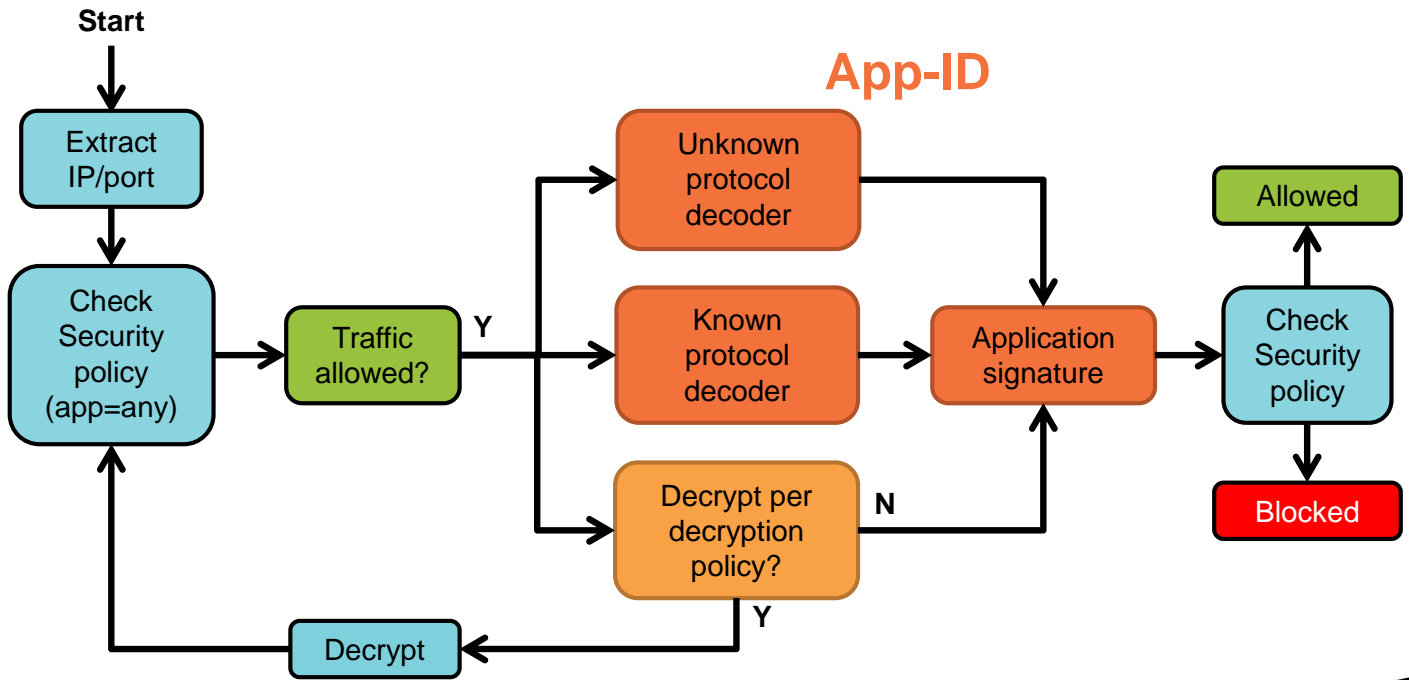 Start
App-ID
Extract
IP/port
Unknown
protocol
decoder
Allowed
Check
Security
policy
(app=any)
Traffic
allowed?
Y
Known
protocol
decoder
Application
signature
Check
Security
policy
Decrypt per
decryption
policy?
N
Blocked
Y
Decrypt